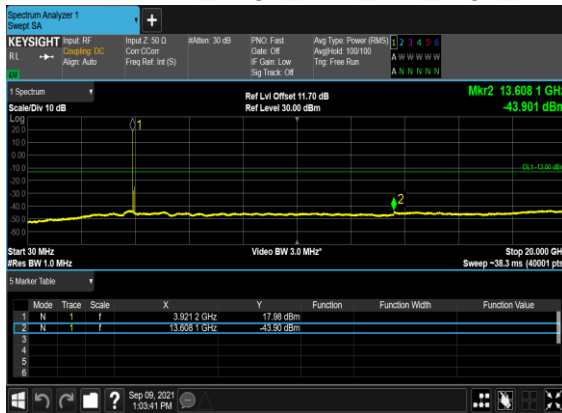 Spectrum Analyzer 1
Swept SA
+
KEYSIGHT Input: RF Input Z: 50 Ω #Atten: 30 dB PNO: Fast Avg Type: Power (RMS) 1 2 3 4 5 6
RL Coupling: DC Corr CCorr Gate: Off Avg|Hold: 100/100 A W W W W W
Align: Auto Freq Ref: Int (S) IF Gain: Low Trig: Free Run
LXI Sig Track: Off A N N N N N
1 Spectrum Ref Lvl Offset 11.70 dB Mkr2 13.608 1 GHz
Scale/Div 10 dB Ref Level 30.00 dBm -43.901 dBm
Log
1
20.0
10.0
0.00
-10.0
DL1 -13.00 dBm
-20.0
-30.0
2
-40.0
-50.0
-60.0
Start 30 MHz Video BW 3.0 MHz* Stop 20.000 GHz
#Res BW 1.0 MHz Sweep ~38.3 ms (40001 pts)
5 Marker Table
Mode Trace Scale X Y Function Function Width Function Value
1 N 1 f 3.921 2 GHz 17.98 dBm
2 N 1 f 13.608 1 GHz -43.90 dBm
3
4
5
6
? Sep 09, 2021
1:03:41 PM